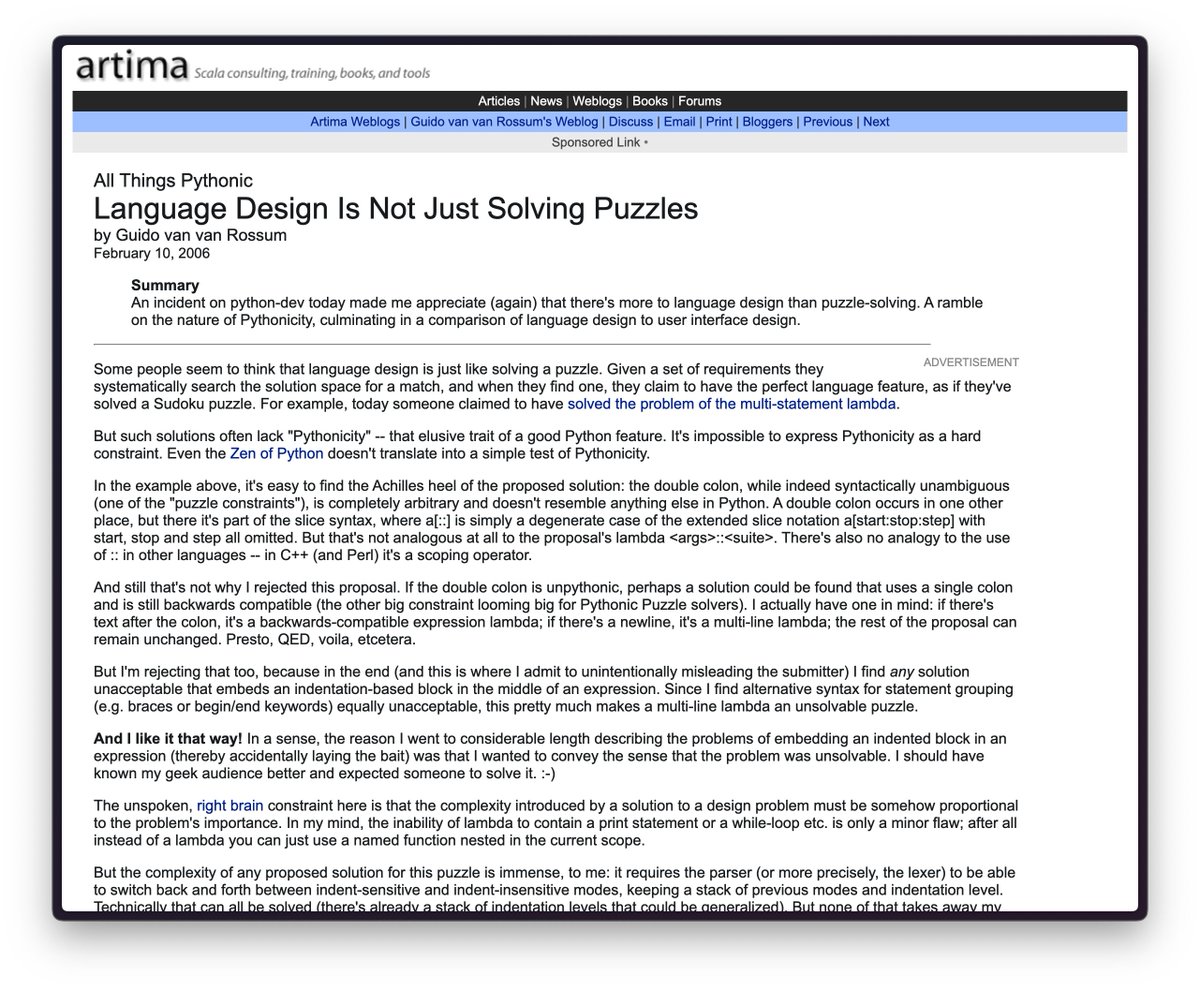 artima Scala consulting, training, books, and tools
Articles | News | Weblogs | Books | Forums
Artima Weblogs | Guido van van Rossum's Weblog | Discuss | Email | Print | Bloggers | Previous | Next
Sponsored Link •
All Things Pythonic
Language Design Is Not Just Solving Puzzles
by Guido van van Rossum
February 10, 2006
Summary
An incident on python-dev today made me appreciate (again) that there's more to language design than puzzle-solving. A ramble
on the nature of Pythonicity, culminating in a comparison of language design to user interface design.
ADVERTISEMENT
Some people seem to think that language design is just like solving a puzzle. Given a set of requirements they
systematically search the solution space for a match, and when they find one, they claim to have the perfect language feature, as if they've
solved a Sudoku puzzle. For example, today someone claimed to have solved the problem of the multi-statement lambda.
But such solutions often lack "Pythonicity" -- that elusive trait of a good Python feature. It's impossible to express Pythonicity as a hard
constraint. Even the Zen of Python doesn't translate into a simple test of Pythonicity.
In the example above, it's easy to find the Achilles heel of the proposed solution: the double colon, while indeed syntactically unambiguous
(one of the "puzzle constraints"), is completely arbitrary and doesn't resemble anything else in Python. A double colon occurs in one other
place, but there it's part of the slice syntax, where a[::] is simply a degenerate case of the extended slice notation a[start:stop:step] with
start, stop and step all omitted. But that's not analogous at all to the proposal's lambda <args>::<suite>. There's also no analogy to the use
of :: in other languages -- in C++ (and Perl) it's a scoping operator.
And still that's not why I rejected this proposal. If the double colon is unpythonic, perhaps a solution could be found that uses a single colon
and is still backwards compatible (the other big constraint looming big for Pythonic Puzzle solvers). I actually have one in mind: if there's
text after the colon, it's a backwards-compatible expression lambda; if there's a newline, it's a multi-line lambda; the rest of the proposal can
remain unchanged. Presto, QED, voila, etcetera.
But I'm rejecting that too, because in the end (and this is where I admit to unintentionally misleading the submitter) I find any solution
unacceptable that embeds an indentation-based block in the middle of an expression. Since I find alternative syntax for statement grouping
(e.g. braces or begin/end keywords) equally unacceptable, this pretty much makes a multi-line lambda an unsolvable puzzle.
And I like it that way! In a sense, the reason I went to considerable length describing the problems of embedding an indented block in an
expression (thereby accidentally laying the bait) was that I wanted to convey the sense that the problem was unsolvable. I should have
known my geek audience better and expected someone to solve it. :-)
The unspoken, right brain constraint here is that the complexity introduced by a solution to a design problem must be somehow proportional
to the problem's importance. In my mind, the inability of lambda to contain a print statement or a while-loop etc. is only a minor flaw; after all
instead of a lambda you can just use a named function nested in the current scope.
But the complexity of any proposed solution for this puzzle is immense, to me: it requires the parser (or more precisely, the lexer) to be able
to switch back and forth between indent-sensitive and indent-insensitive modes, keeping a stack of previous modes and indentation level.
Technically that can all be solved (there's already a stack of indentation levels that could be generalized). But none of that takes away my